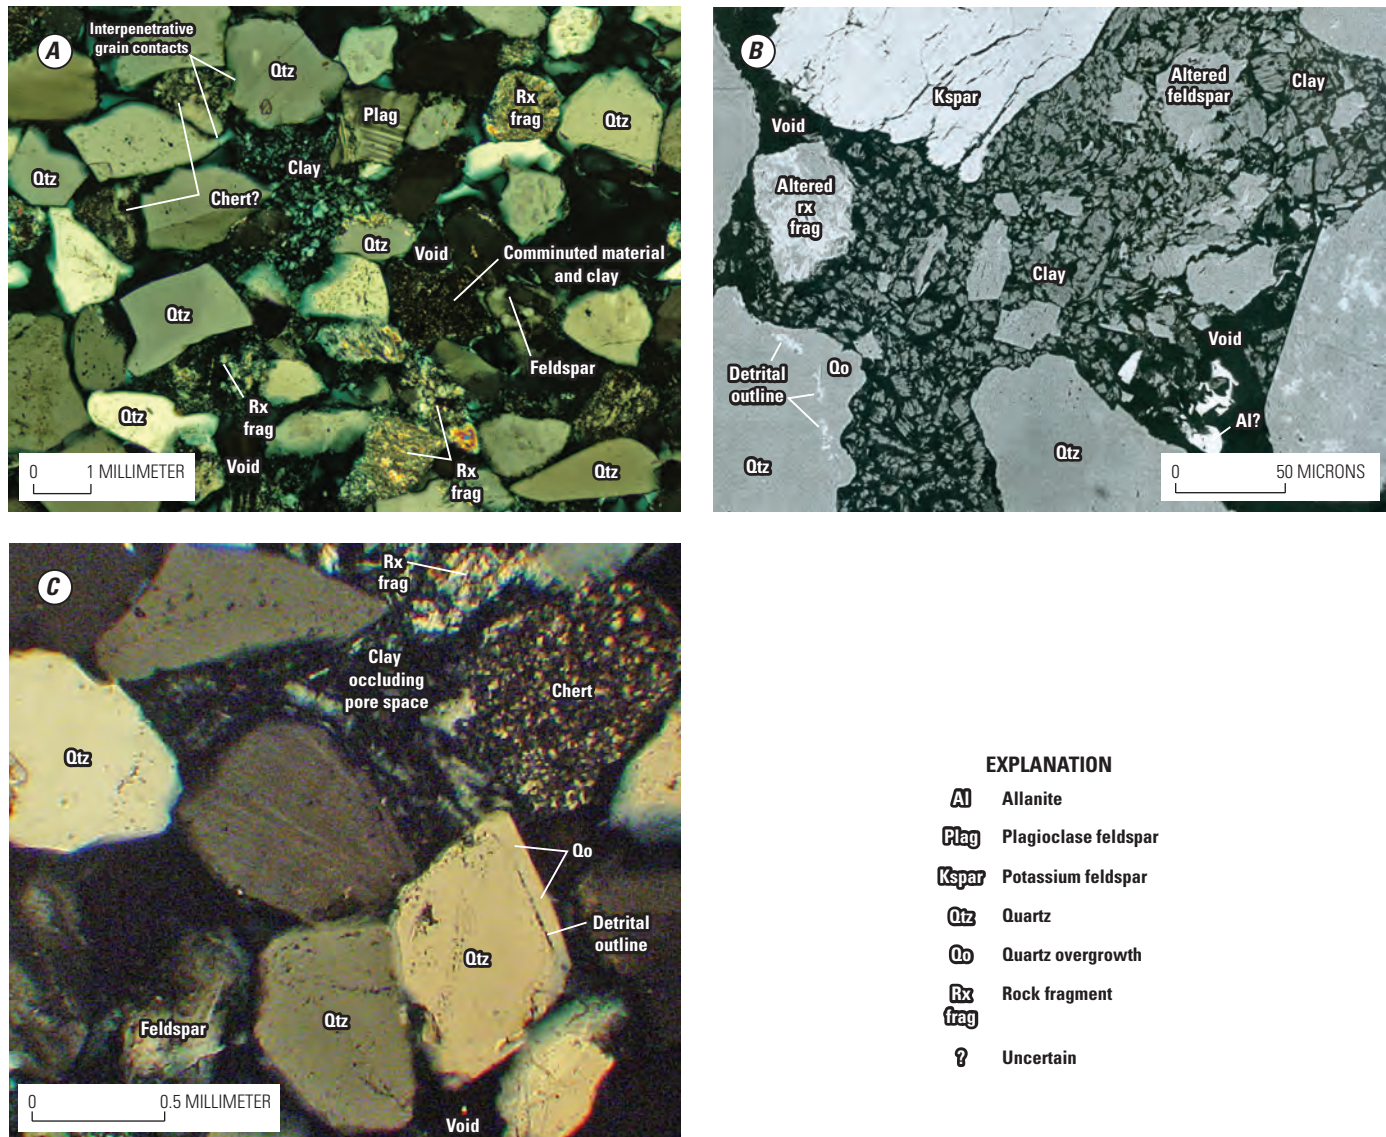 A
Interpenetrative
grain contacts
Qtz
Plag
Rx
frag
Qtz
Clay
Qtz
Chert?
Qtz
Void
Comminuted material
and clay
Qtz
Feldspar
Qtz
Rx
frag
Void
Rx
frag
Qtz
0 1 MILLIMETER
B
Kspar
Altered
feldspar
Clay
Void
Altered
rx
frag
Clay
Void
Detrital
outline
Qo
Al?
Qtz
Qtz
0 50 MICRONS
C
Rx
frag
Clay
occluding
pore space
Chert
Qtz
Qo
Detrital
outline
Qtz
Qtz
Feldspar
0 0.5 MILLIMETER
Void
EXPLANATION
Al Allanite
Plag Plagioclase feldspar
Kspar Potassium feldspar
Qtz Quartz
Qo Quartz overgrowth
Rx Rock fragment
frag
? Uncertain